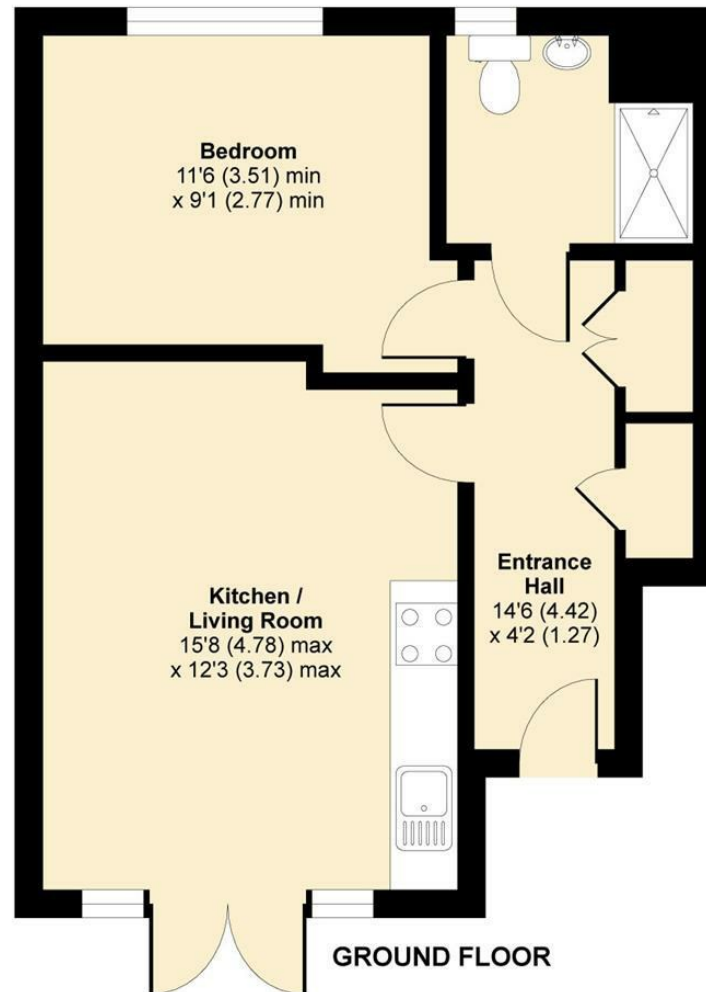 Bedroom
11'6 (3.51) min
x 9'1 (2.77) min
Entrance
Hall
14'6 (4.42)
x 4'2 (1.27)
Kitchen /
Living Room
15'8 (4.78) max
x 12'3 (3.73) max
GROUND FLOOR